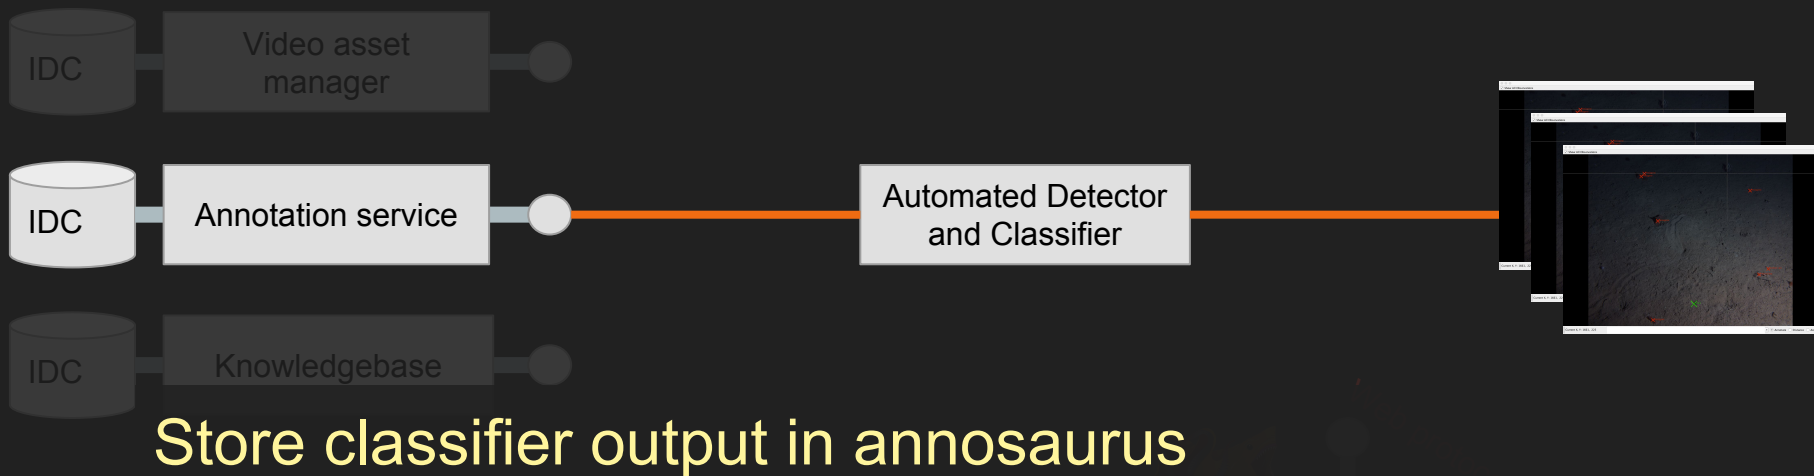 IDC
Video asset
manager
IDC
Annotation service
Automated Detector
and Classifier
IDC
Knowledgebase
Store classifier output in annosaurus